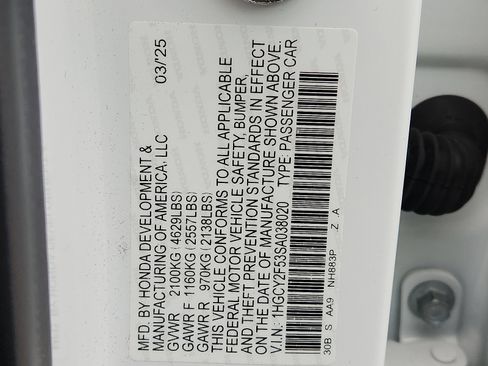 MFD. BY HONDA DEVELOPMENT &
MANUFACTURING OF AMERICA, LLC 03/'25
GVWR 2100KG (4629LBS)
GAWR F 1160KG (2557LBS)
GAWR R 970KG (2138LBS)
THIS VEHICLE CONFORMS TO ALL APPLICABLE
FEDERAL MOTOR VEHICLE SAFETY, BUMPER,
AND THEFT PREVENTION STANDARDS IN EFFECT
ON THE DATE OF MANUFACTURE SHOWN ABOVE.
V.I.N.: 1HGCY2F53SA038020 TYPE: PASSENGER CAR
30B S AA9 NH883P Z A